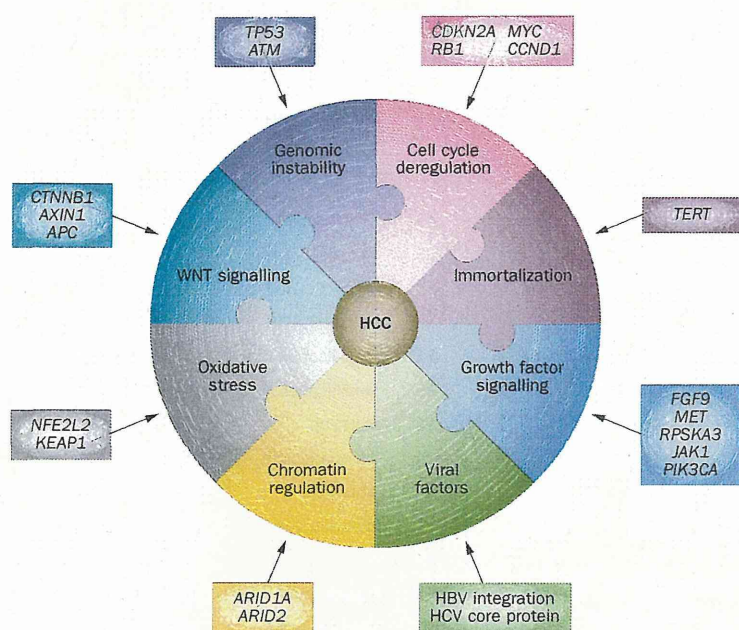 TP53
ATM
CDKN2A MYC
RB1 CCND1
Genomic
instability
Cell cycle
deregulation
CTNNB1
AXIN1
APC
TERT
WNT signalling
Immortalization
HCC
Oxidative
stress
Growth factor
signalling
NFE2L2
KEAP1
FGF9
MET
RPSKA3
JAK1
PIK3CA
Chromatin
regulation
Viral
factors
ARID1A
ARID2
HBV integration
HCV core protein